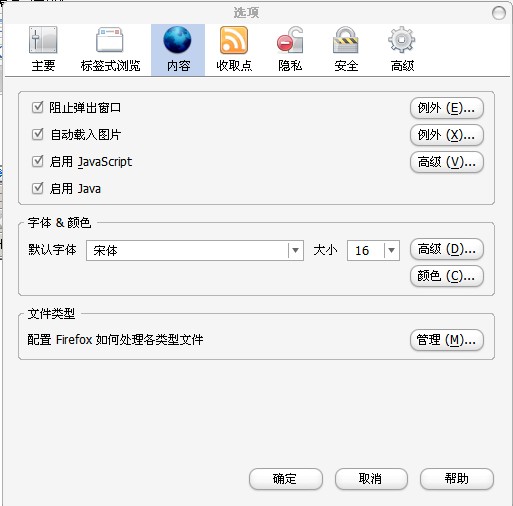 选项
主要 标签式浏览 内容 收取点 隐私 安全 高级
阻止弹出窗口 例外 (E)...
自动载入图片 例外 (X)...
启用 JavaScript 高级 (V)...
启用 Java
字体 & 颜色
默认字体 宋体 大小 16 高级 (D)...
颜色 (C)...
文件类型
配置 Firefox 如何处理各类型文件 管理 (M)...
确定 取消 帮助